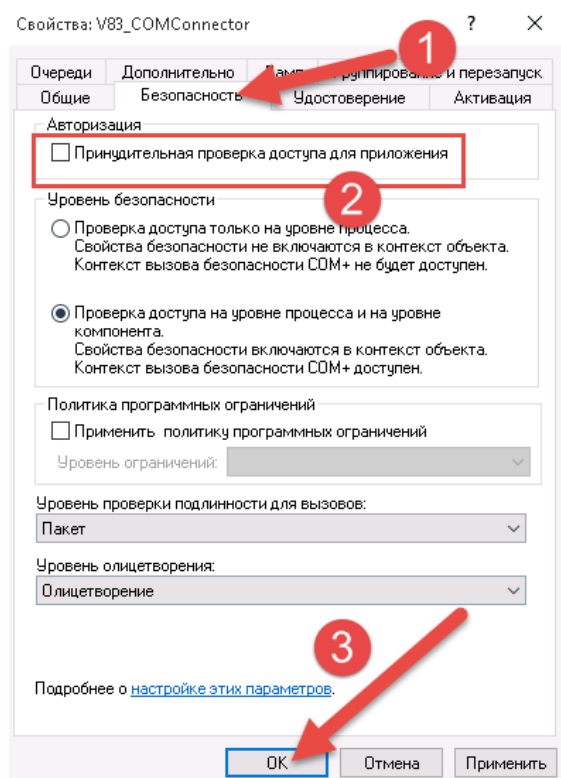 Свойства: V83_COMConnector
?
1
Очереди Дополнительно и перезапуск
Общие Безопасность Удостоверение Активация
Авторизация
Принудительная проверка доступа для приложения
2
Уровень безопасности
Проверка доступа только на уровне процесса.
Свойства безопасности не включаются в контекст объекта.
Контекст вызова безопасности COM+ не будет доступен.
Проверка доступа на уровне процесса и на уровне
компонента.
Свойства безопасности включаются в контекст объекта.
Контекст вызова безопасности COM+ доступен.
Политика программных ограничений
Применить политику программных ограничений
Уровень ограничений:
Уровень проверки подлинности для вызовов:
Пакет
Уровень олицетворения:
Олицетворение
3
Подробнее о настройке этих параметров.
OK Отмена Применить